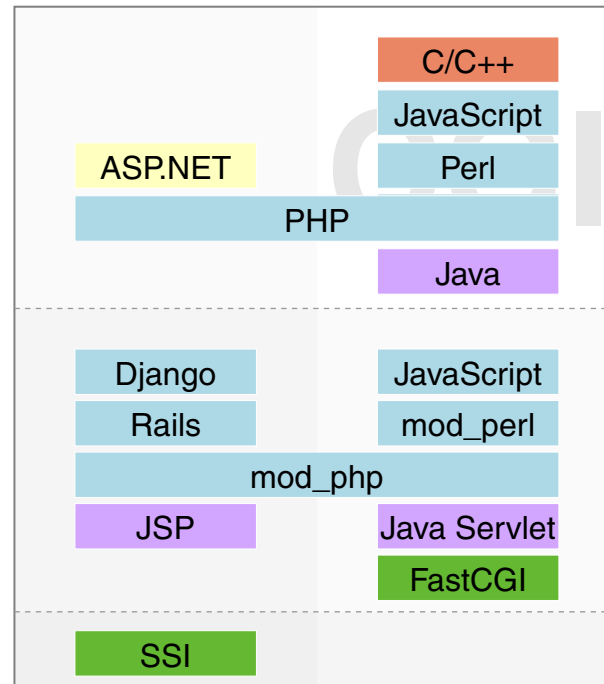 C/C++
JavaScript
ASP.NET
Perl
PHP
Java
Django
JavaScript
Rails
mod_perl
mod_php
JSP
Java Servlet
FastCGI
SSI